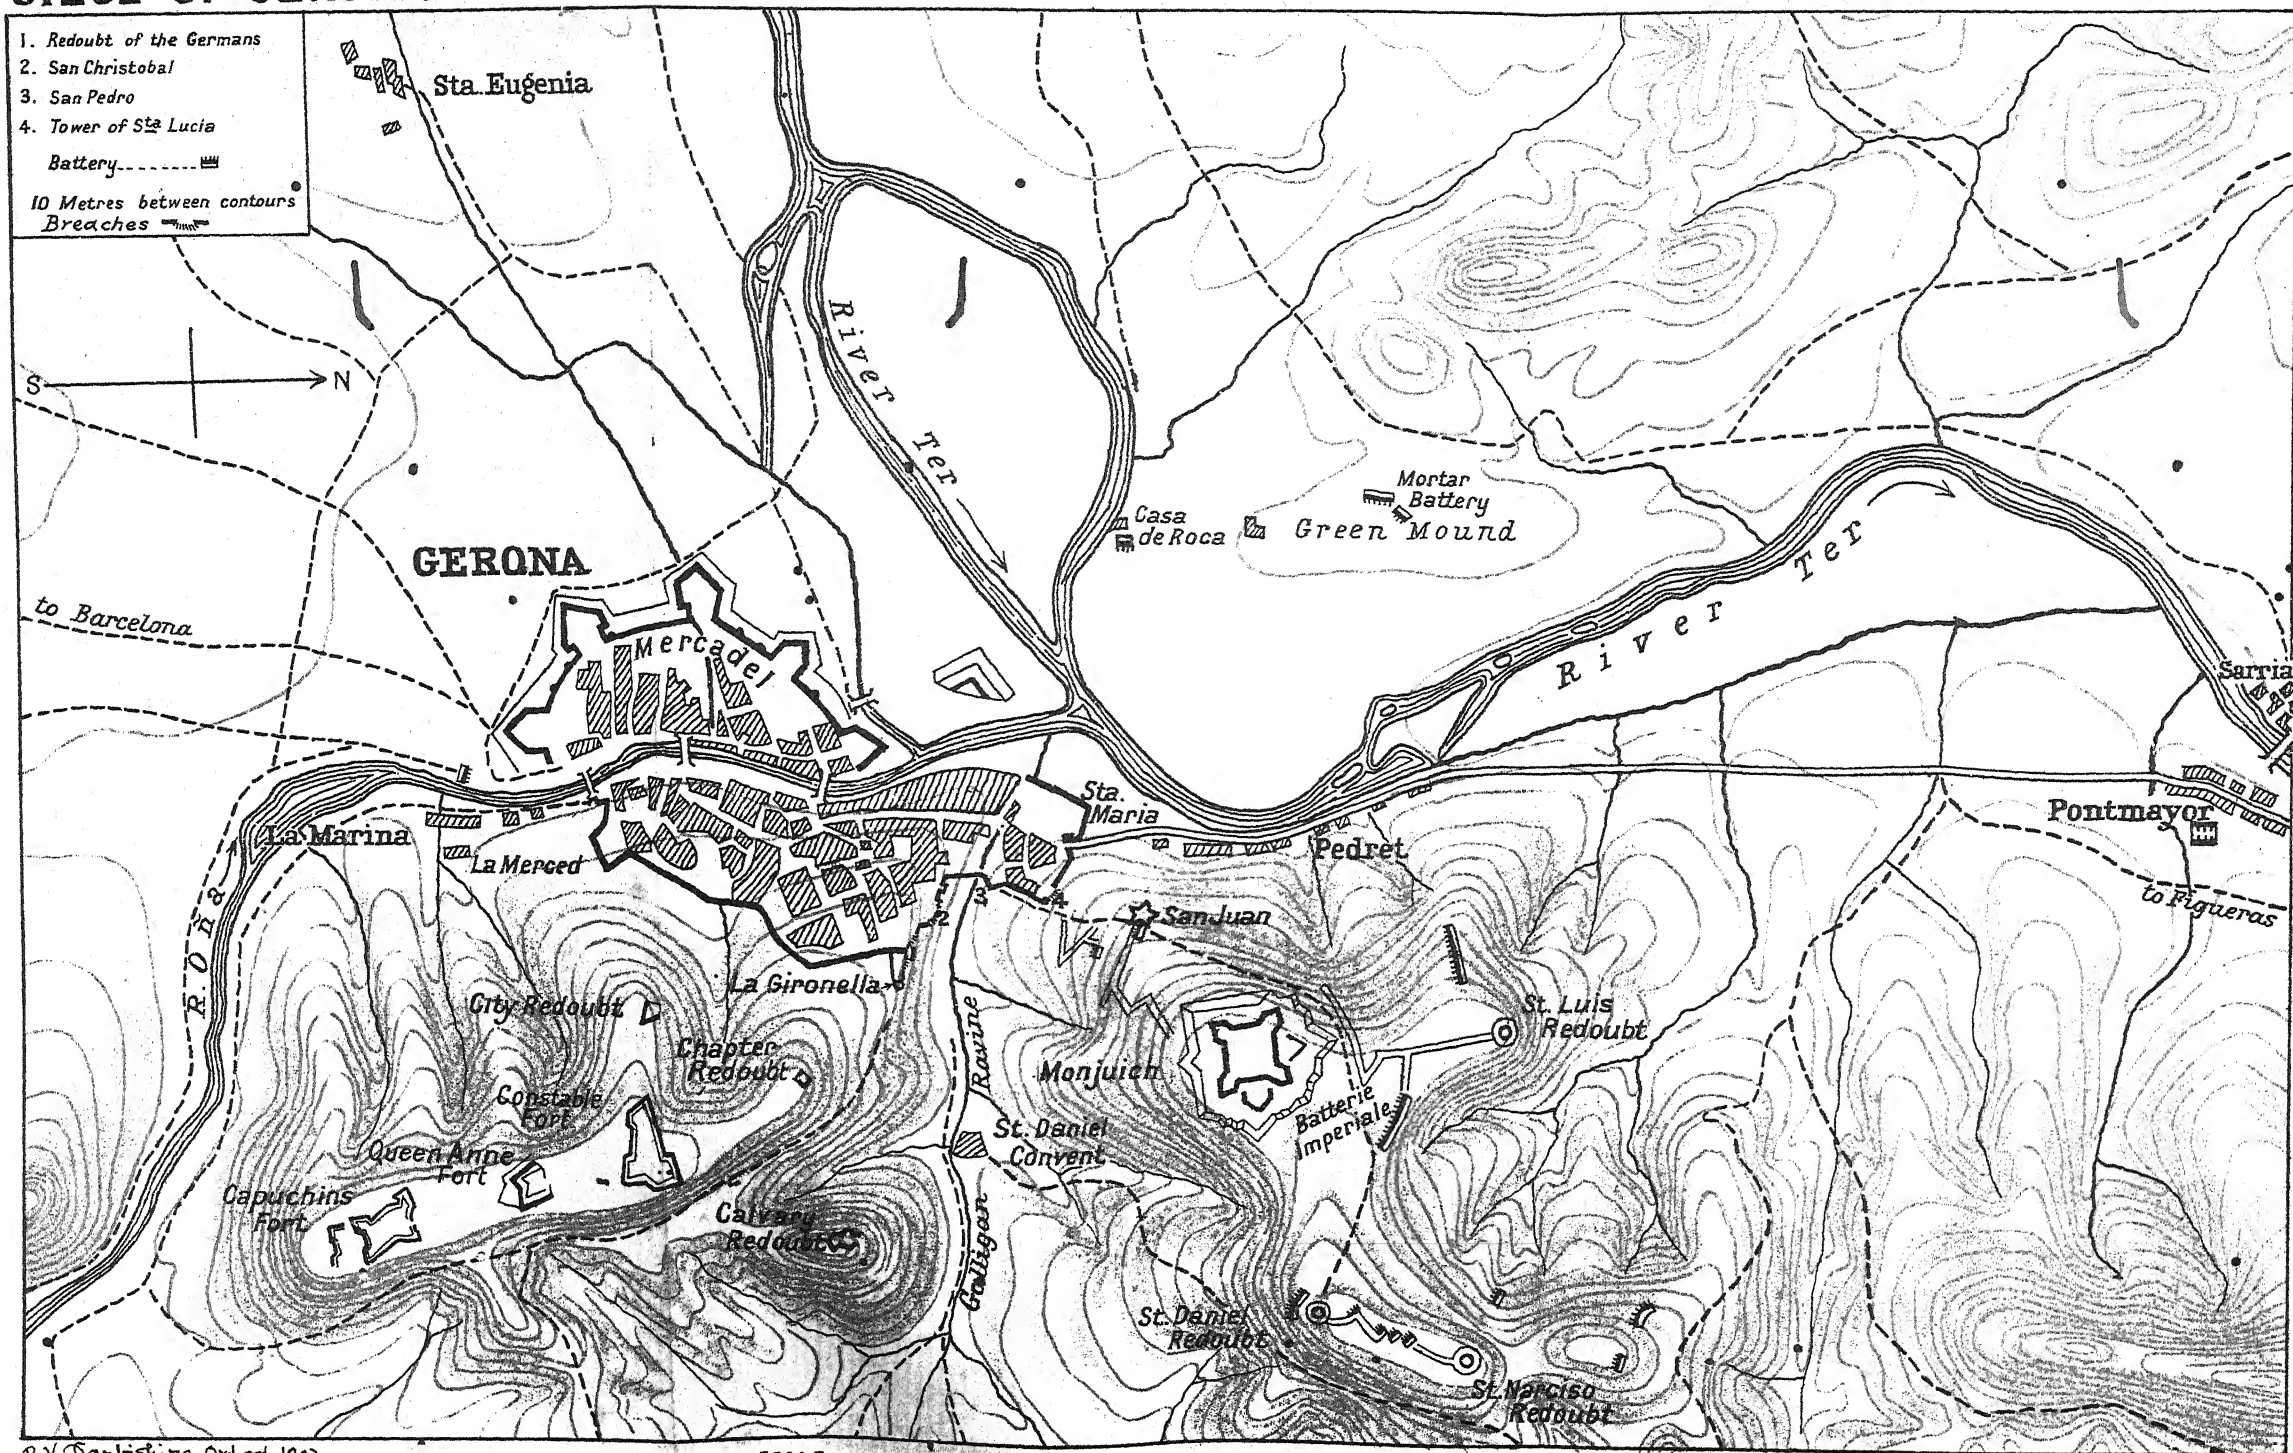 1. Redoubt of the Germans
2. San Christobal
3. San Pedro
4. Tower of Sta Lucia
Battery
10 Metres between contours
Breaches
Sta. Eugenia
S
N
River Ter
GERONA
to Barcelona
Mercadel
Casa
de Roca
Mortar
Battery
Green Mound
River Ter
Sarria
Sta.
Maria
La Marina
La Merced
Pedret
Pontmayor
to Figueras
R. Oña
2
3
4
San Juan
La Gironella
City Redoubt
Chapter
Redoubt
Constable
Fort
Queen Anne
Fort
Capuchins
Fort
Calvary
Redoubt
Galligan Ravine
St. Daniel
Convent
Monjuich
St. Luis
Redoubt
Batterie
Imperiale
St. Daniel
Redoubt
St. Narciso
Redoubt